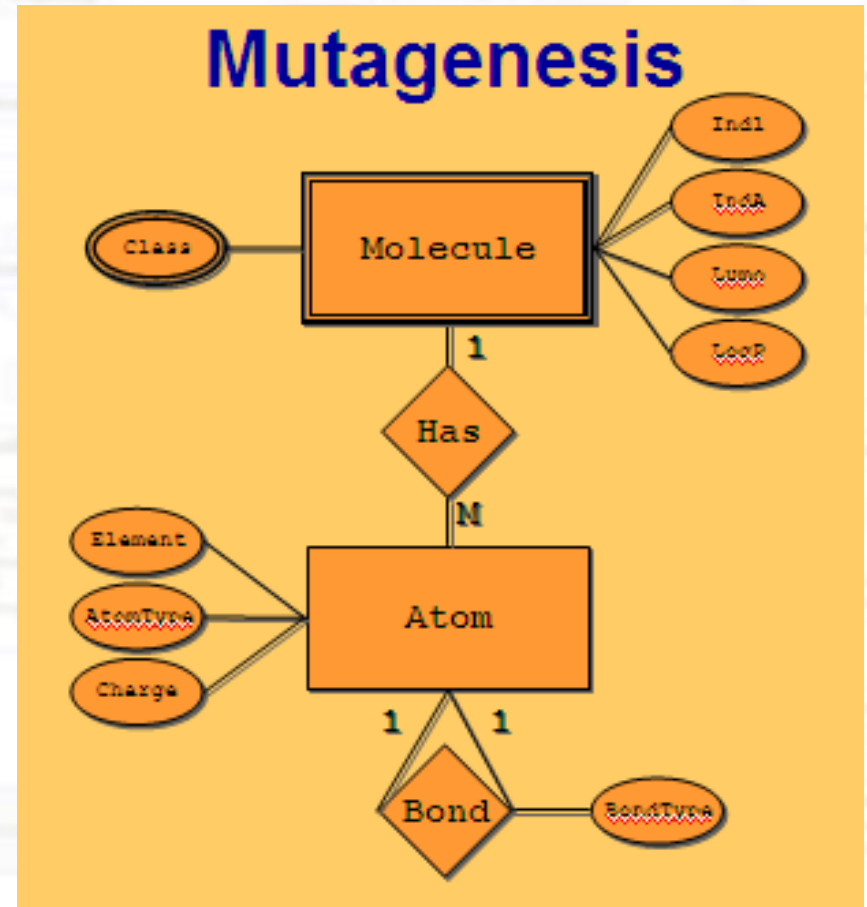 Mutagenesis
Ind1
IndA
Lumo
LogP
Class
Molecule
1
Has
M
Element
AtomType
Charge
Atom
1 1
Bond
BondType